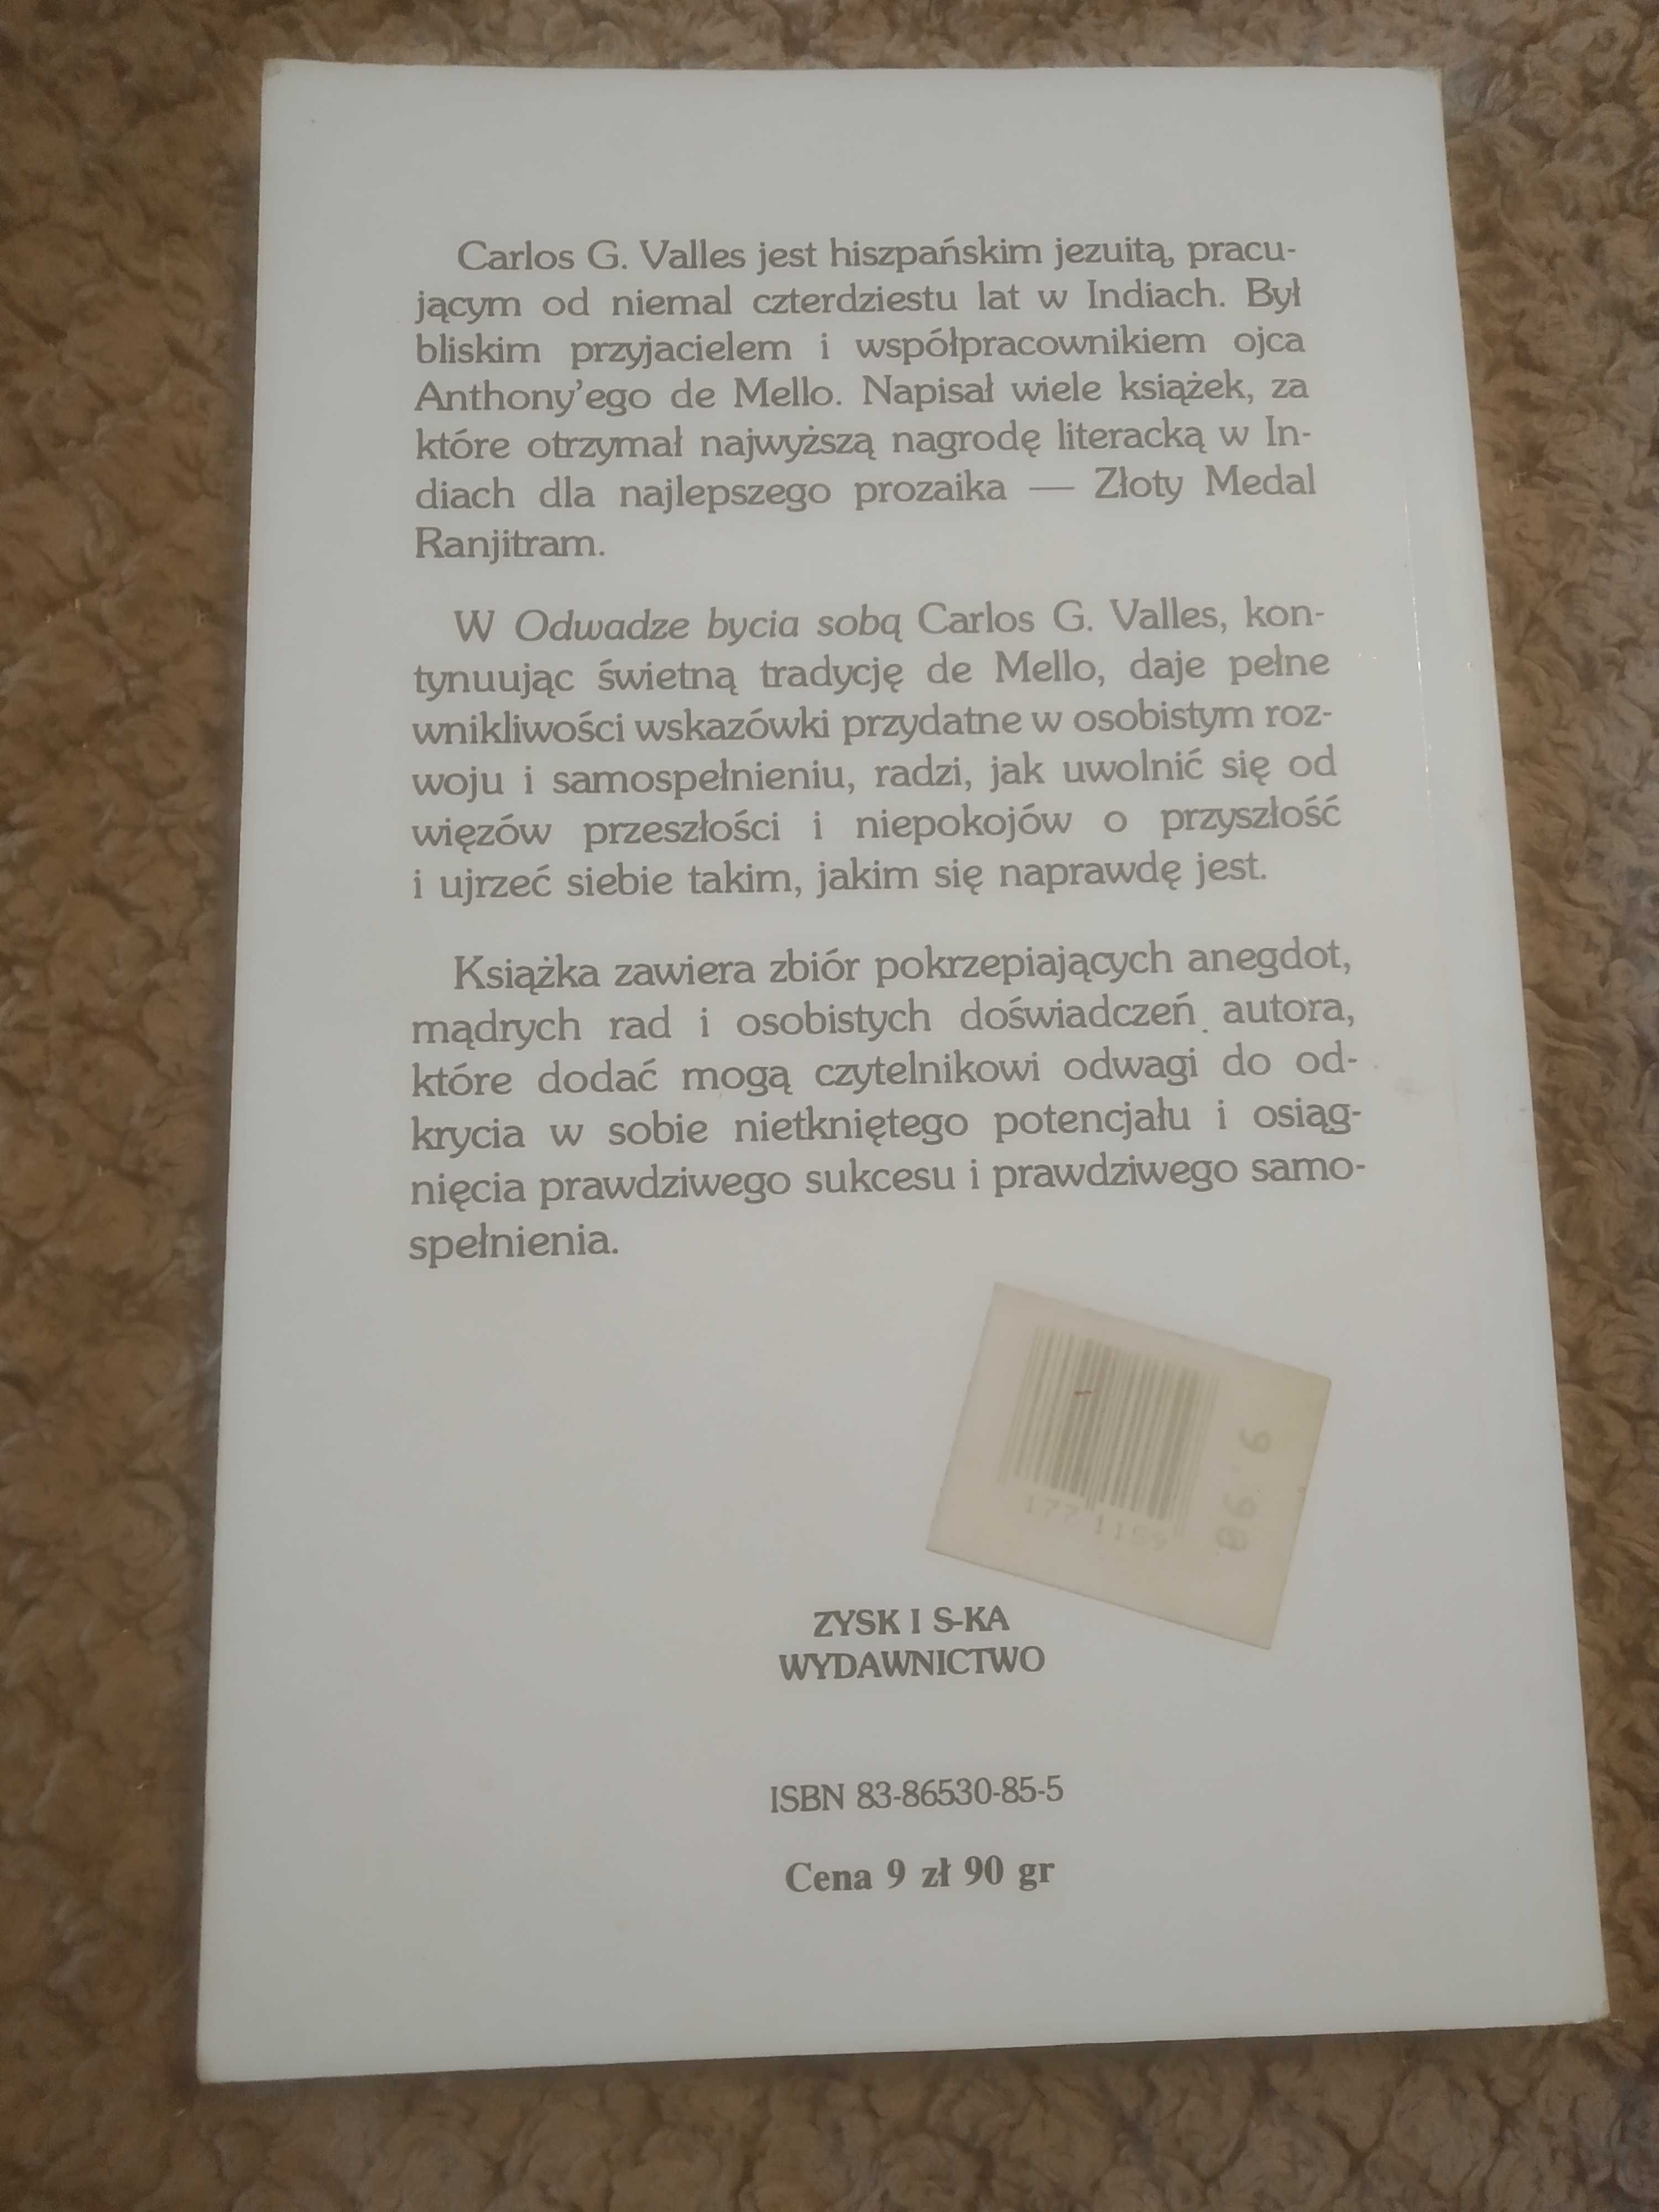 Carlos G. Valles jest hiszpańskim jezuitą, pracu-
jącym od niemal czterdziestu lat w Indiach. Był
bliskim przyjacielem i współpracownikiem ojca
Anthony'ego de Mello. Napisał wiele książek, za
które otrzymał najwyższą nagrodę literacką w In-
diach dla najlepszego prozaika — Złoty Medal
Ranjitram.
W Odwadze bycia sobą Carlos G. Valles, kon-
tynuując świetną tradycję de Mello, daje pełne
wnikliwości wskazówki przydatne w osobistym roz-
woju i samospełnieniu, radzi, jak uwolnić się od
więzów przeszłości i niepokojów o przyszłość
i ujrzeć siebie takim, jakim się naprawdę jest.
Książka zawiera zbiór pokrzepiających anegdot,
mądrych rad i osobistych doświadczeń autora,
które dodać mogą czytelnikowi odwagi do od-
krycia w sobie nietkniętego potencjału i osiąg-
nięcia prawdziwego sukcesu i prawdziwego samo-
spełnienia.
177 1159
9.90
ZYSK I S-KA
WYDAWNICTWO
ISBN 83-86530-85-5
Cena 9 zł 90 gr